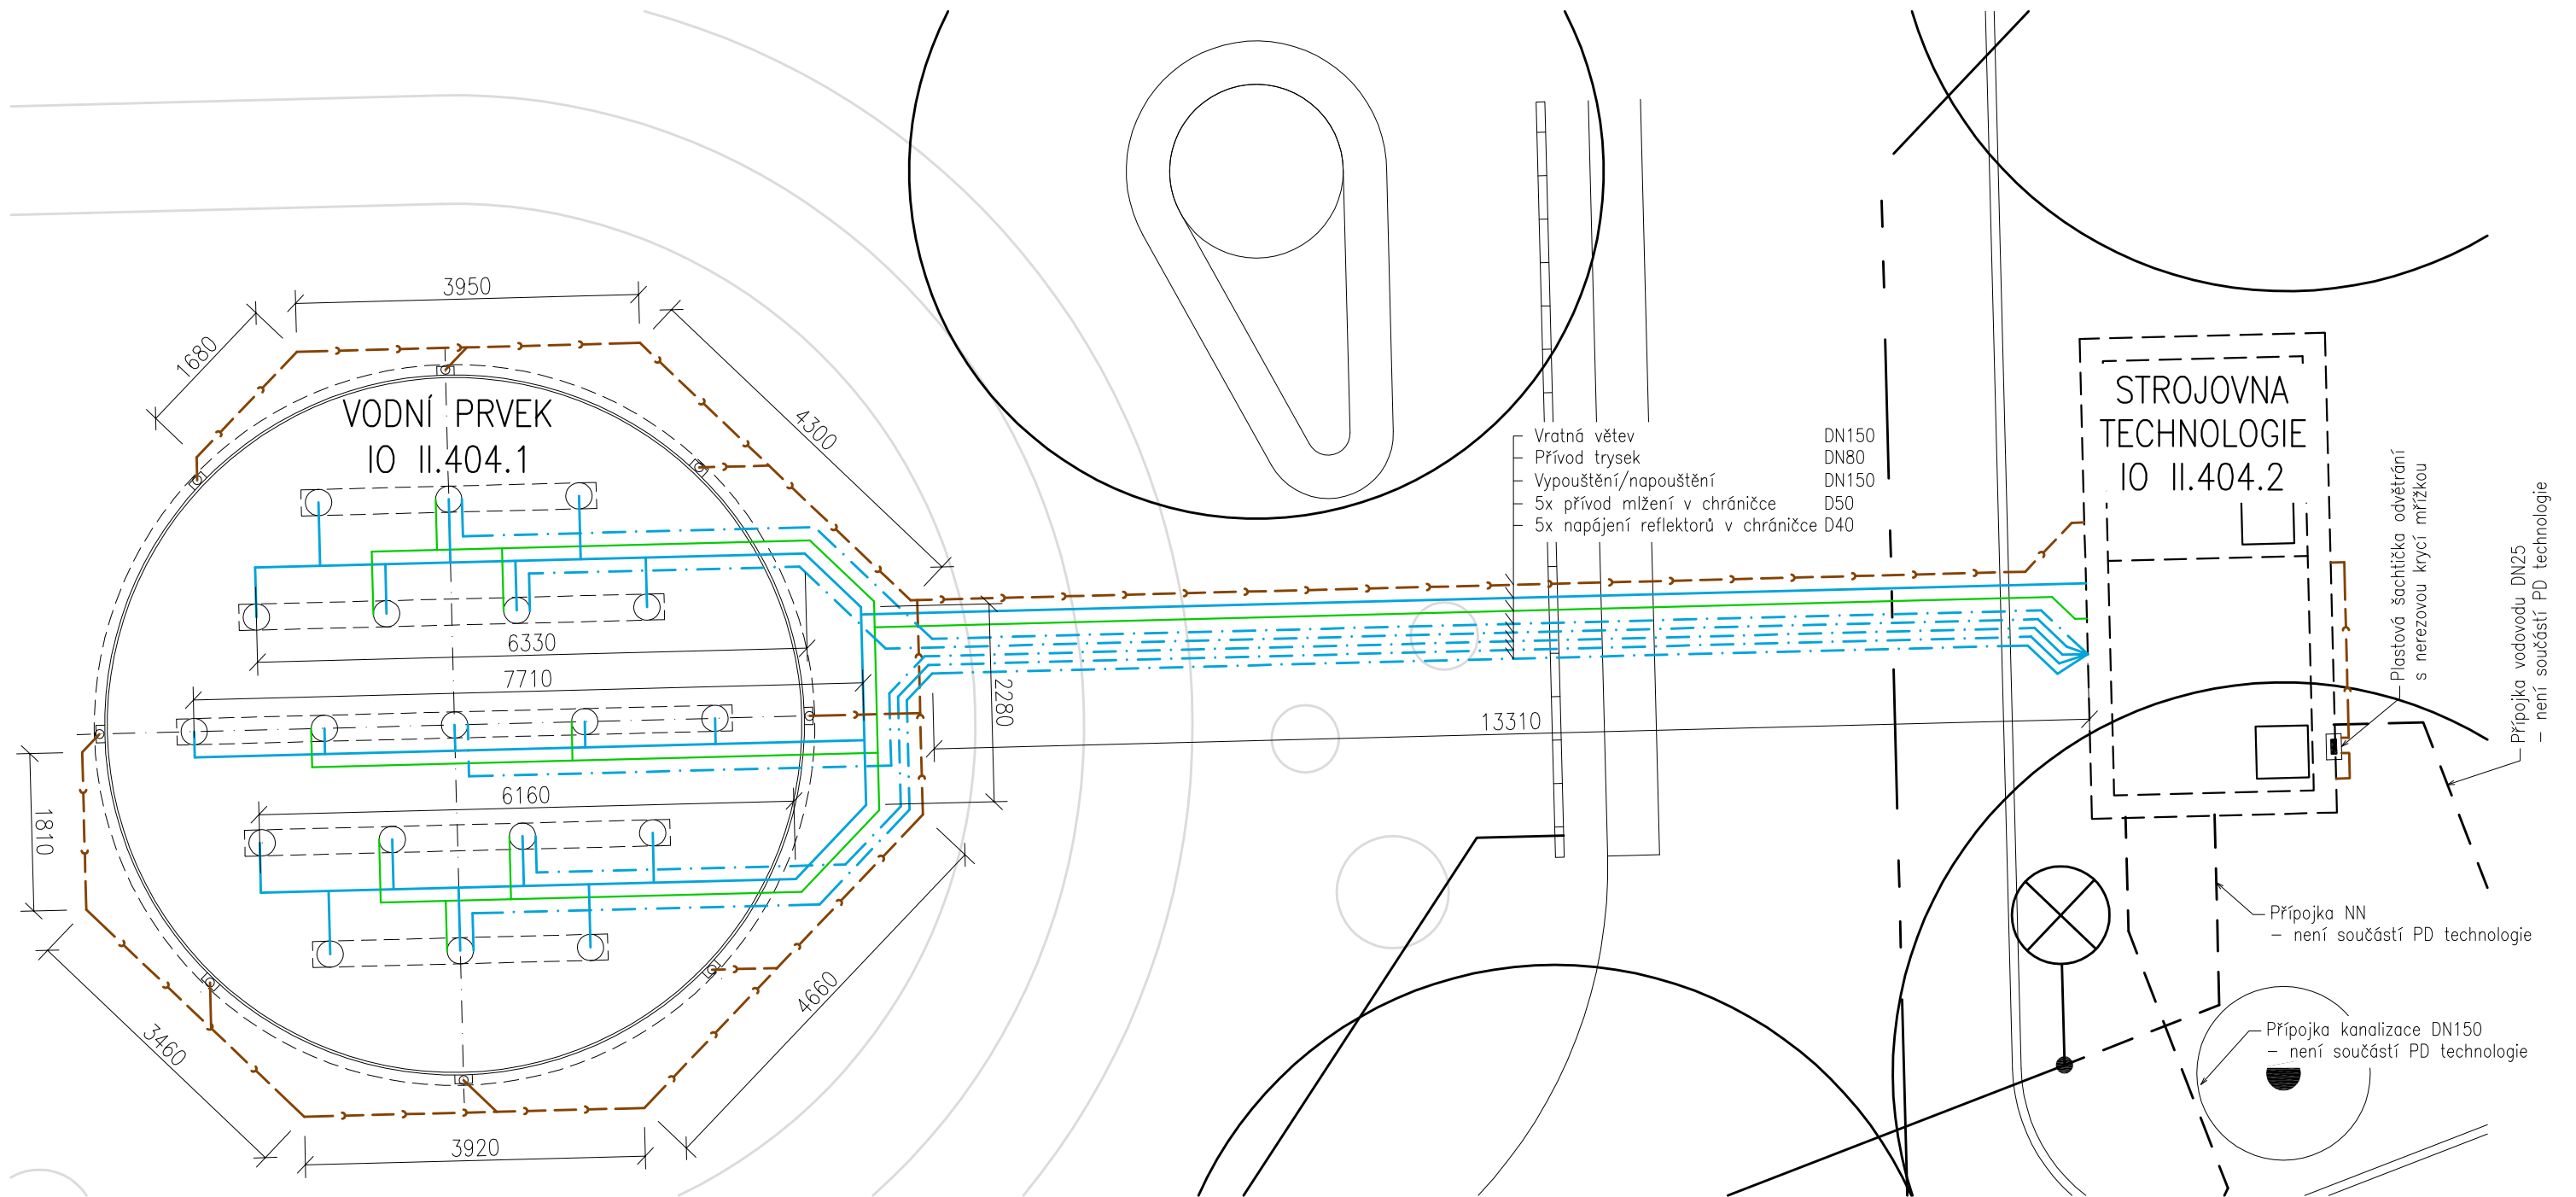 3950
1680
4300
VODNÍ PRVEK
IO II.404.1
6330
7710
2280
6160
1810
3460
3920
4660
13310
Vratná větev DN150
Přívod trysek DN80
Vypouštění/napouštění DN150
5x přívod mlžení v chráničce D50
5x napájení reflektorů v chráničce D40
STROJOVNA
TECHNOLOGIE
IO II.404.2
Plastová šachtička odvětrání
s nerezovou krycí mřížkou
Přípojka vodovodu DN25
– není součástí PD technologie
Přípojka NN
– není součástí PD technologie
Přípojka kanalizace DN150
– není součástí PD technologie